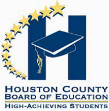 HOUSTON COUNTY
BOARD OF EDUCATION
HIGH-ACHIEVING STUDENTS